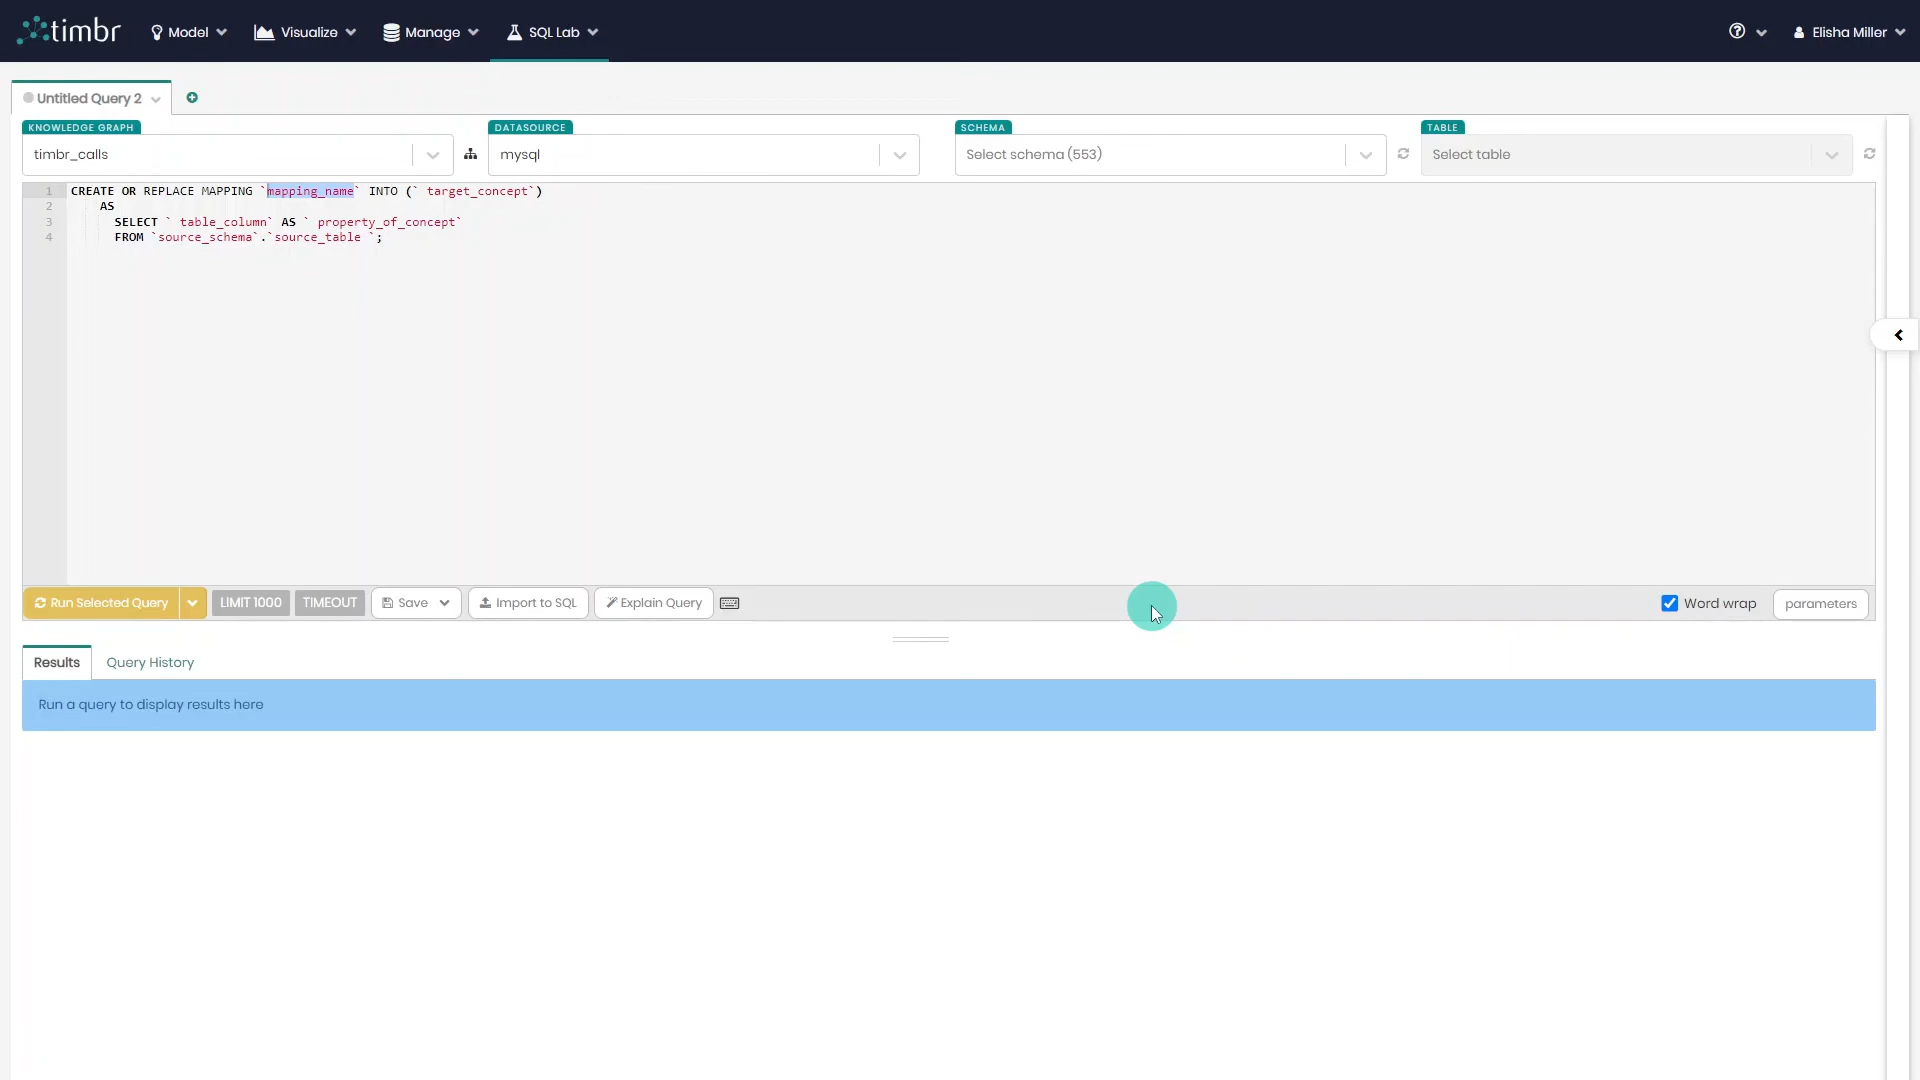 timbr
Model
Visualize
Manage
SQL Lab
Elisha Miller
Untitled Query 2
KNOWLEDGE GRAPH
timbr_calls
DATASOURCE
mysql
SCHEMA
Select schema (553)
TABLE
Select table
1 CREATE OR REPLACE MAPPING `mapping_name` INTO (` target_concept`)
2 AS
3 SELECT ` table_column` AS ` property_of_concept`
4 FROM `source_schema`.`source_table `;
Run Selected Query
LIMIT 1000
TIMEOUT
Save
Import to SQL
Explain Query
Word wrap
parameters
Results
Query History
Run a query to display results here